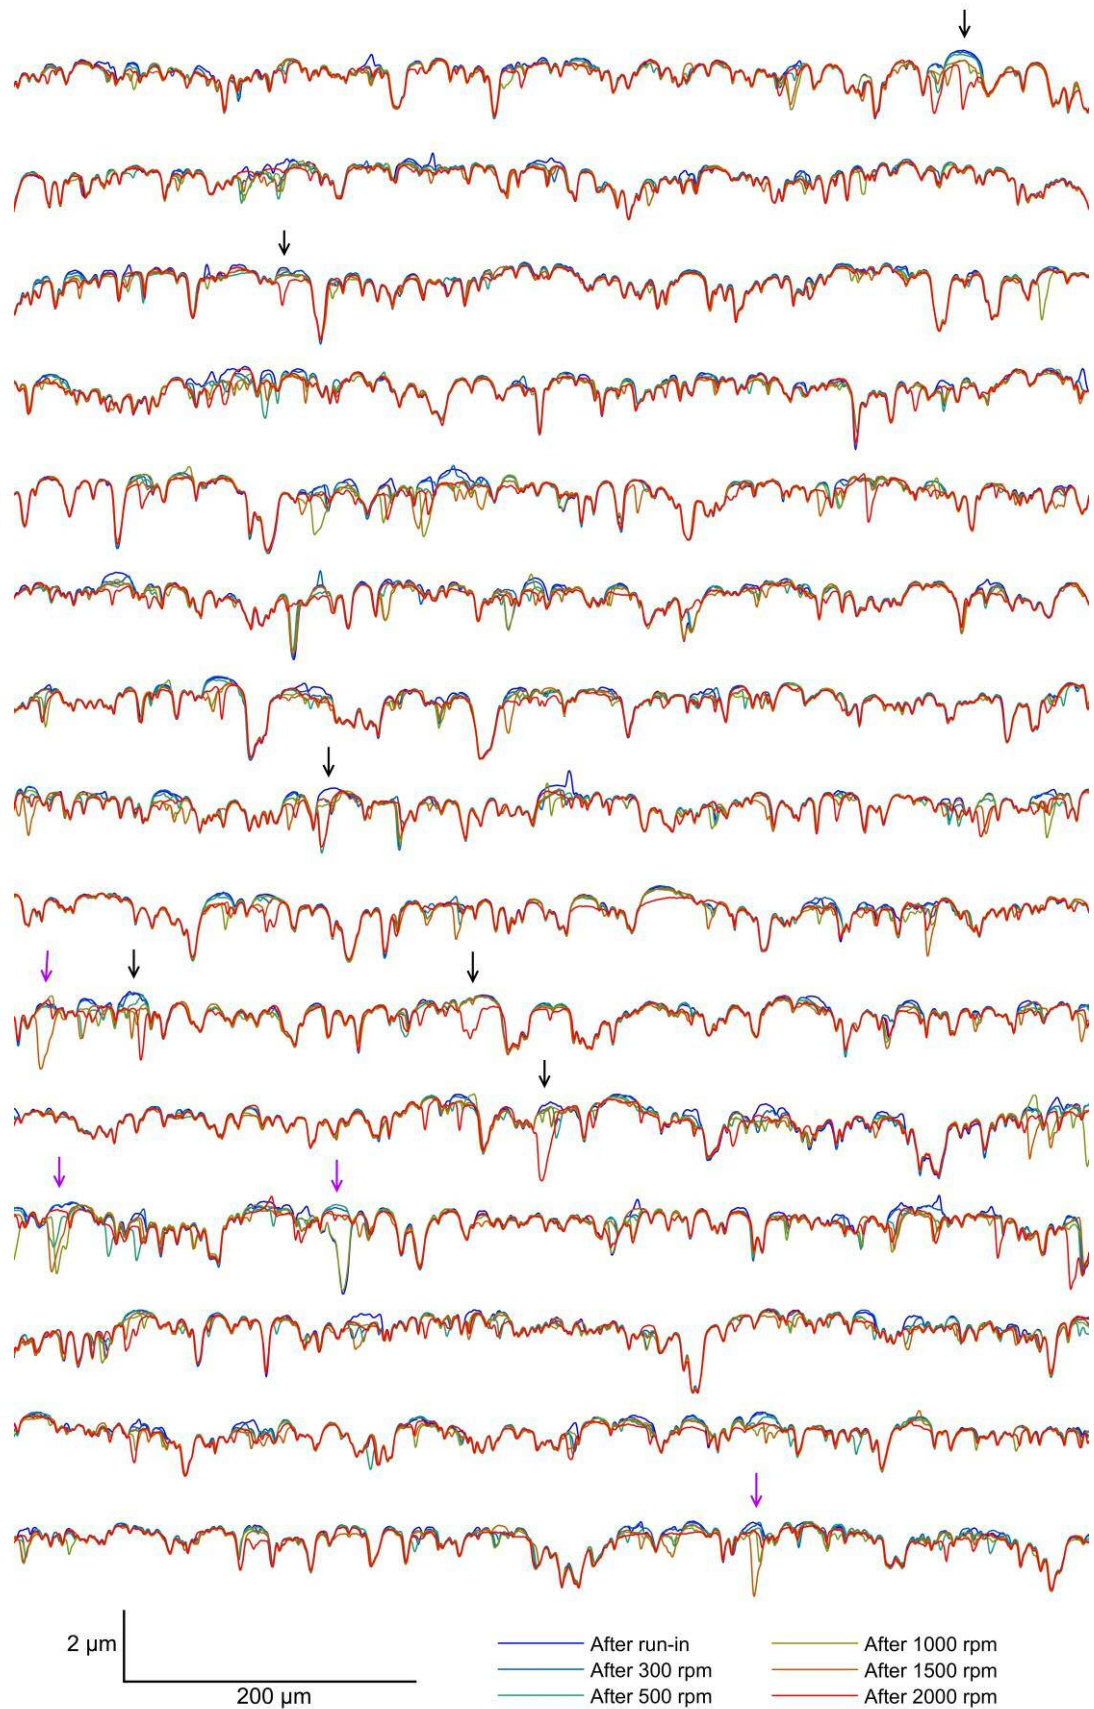 2 µm
200 µm
After run-in
After 300 rpm
After 500 rpm
After 1000 rpm
After 1500 rpm
After 2000 rpm